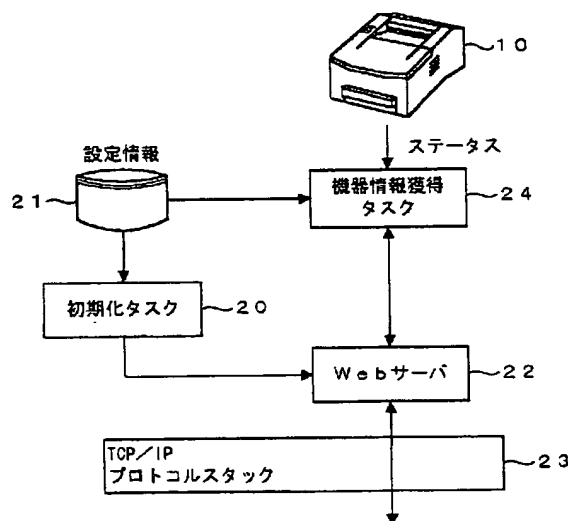 10
ステータス
設定情報
21
機器情報獲得
タスク
24
初期化タスク
20
Webサーバ
22
TCP/IP
プロトコルスタック
23